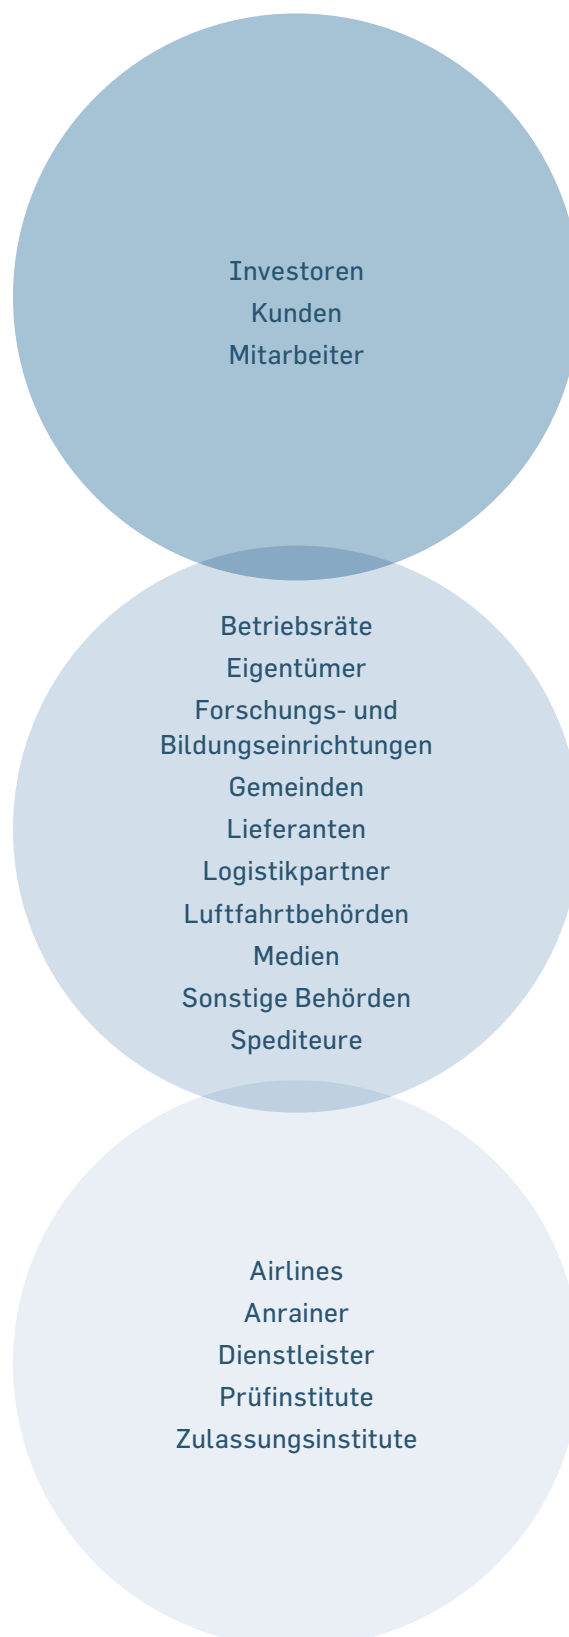 Investoren
Kunden
Mitarbeiter
Betriebsräte
Eigentümer
Forschungs- und
Bildungseinrichtungen
Gemeinden
Lieferanten
Logistikpartner
Luftfahrtbehörden
Medien
Sonstige Behörden
Spediteure
Airlines
Anrainer
Dienstleister
Prüfinstitute
Zulassungsinstitute